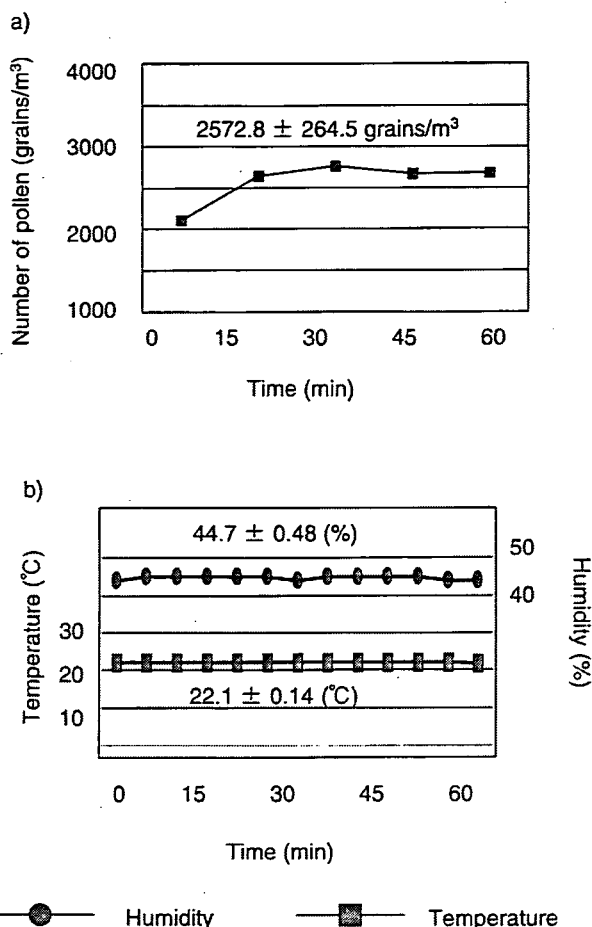 a)
Number of pollen (grains/m³)
4000
3000
2000
1000
2572.8 ± 264.5 grains/m³
0 15 30 45 60
Time (min)
b)
Temperature (℃)
30
20
10
44.7 ± 0.48 (%)
22.1 ± 0.14 (℃)
50
40
Humidity (%)
0 15 30 45 60
Time (min)
Humidity Temperature